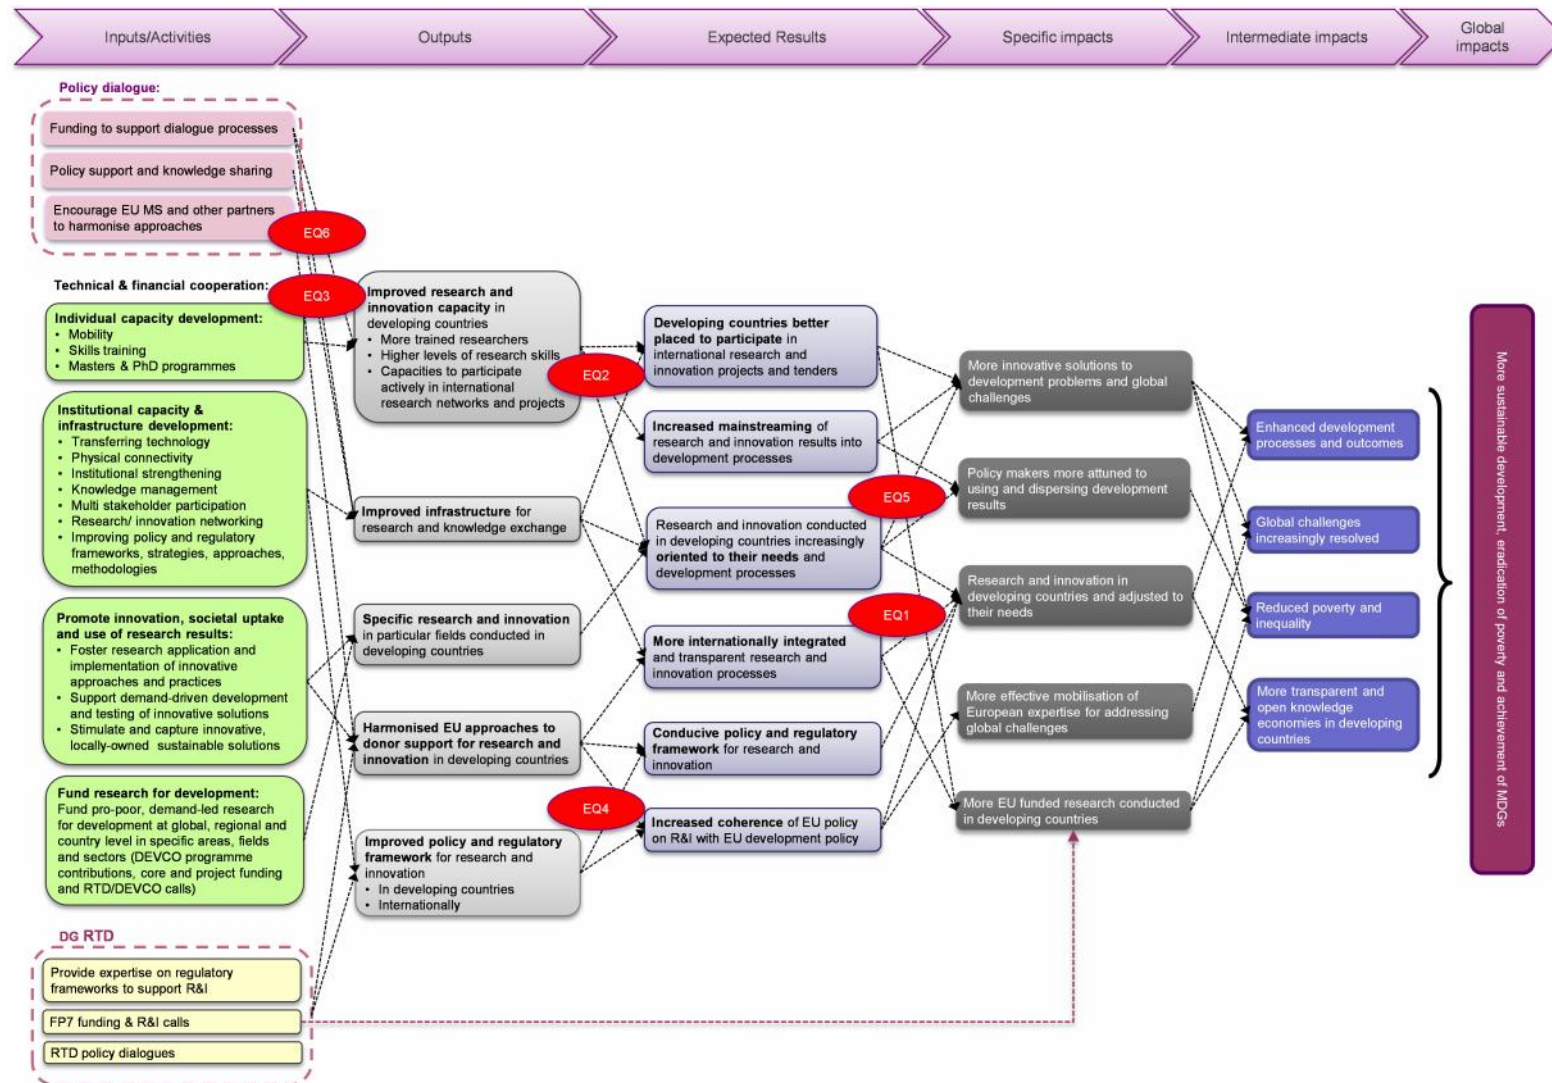 Inputs/Activities
Outputs
Expected Results
Specific impacts
Intermediate impacts
Global
impacts
Policy dialogue:
Funding to support dialogue processes
Policy support and knowledge sharing
Encourage EU MS and other partners
to harmonise approaches
EQ6
Technical & financial cooperation:
EQ3
Individual capacity development:
• Mobility
• Skills training
• Masters & PhD programmes
Institutional capacity &
infrastructure development:
• Transferring technology
• Physical connectivity
• Institutional strengthening
• Knowledge management
• Multi stakeholder participation
• Research/ innovation networking
• Improving policy and regulatory
frameworks, strategies, approaches,
methodologies
Promote innovation, societal uptake
and use of research results:
• Foster research application and
implementation of innovative
approaches and practices
• Support demand-driven development
and testing of innovative solutions
• Stimulate and capture innovative,
locally-owned sustainable solutions
Fund research for development:
Fund pro-poor, demand-led research
for development at global, regional and
country level in specific areas, fields
and sectors (DEVCO programme
contributions, core and project funding
and RTD/DEVCO calls)
DG RTD
Provide expertise on regulatory
frameworks to support R&I
FP7 funding & R&I calls
RTD policy dialogues
Improved research and
innovation capacity in
developing countries
• More trained researchers
• Higher levels of research skills
• Capacities to participate
actively in international
research networks and projects
EQ2
Improved infrastructure for
research and knowledge exchange
Specific research and innovation
in particular fields conducted in
developing countries
Harmonised EU approaches to
donor support for research and
innovation in developing countries
EQ4
Improved policy and regulatory
framework for research and
innovation
• In developing countries
• Internationally
Developing countries better
placed to participate in
international research and
innovation projects and tenders
Increased mainstreaming of
research and innovation results into
development processes
EQ5
Research and innovation conducted
in developing countries increasingly
oriented to their needs and
development processes
EQ1
More internationally integrated
and transparent research and
innovation processes
Conducive policy and regulatory
framework for research and
innovation
Increased coherence of EU policy
on R&I with EU development policy
More innovative solutions to
development problems and global
challenges
Policy makers more attuned to
using and dispersing development
results
Research and innovation in
developing countries and adjusted to
their needs
More effective mobilisation of
European expertise for addressing
global challenges
More EU funded research conducted
in developing countries
Enhanced development
processes and outcomes
Global challenges
increasingly resolved
Reduced poverty and
inequality
More transparent and
open knowledge
economies in developing
countries
More sustainable development, eradication of poverty and achievement of MDGs